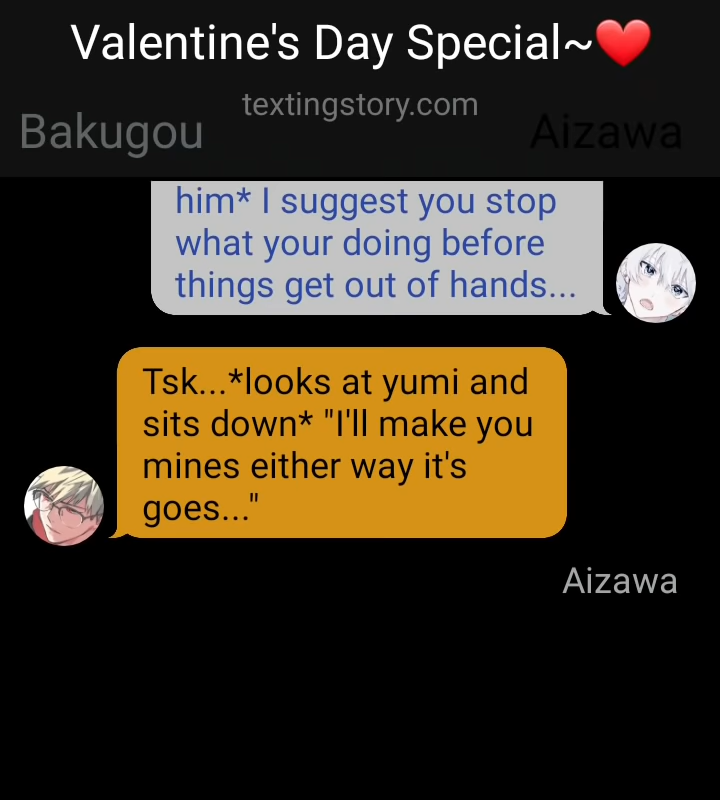 Valentine's Day Special~❤️
textingstory.com
Bakugou
Aizawa
him* I suggest you stop
what your doing before
things get out of hands...
Tsk...*looks at yumi and
sits down* "I'll make you
mines either way it's
goes..."
Aizawa